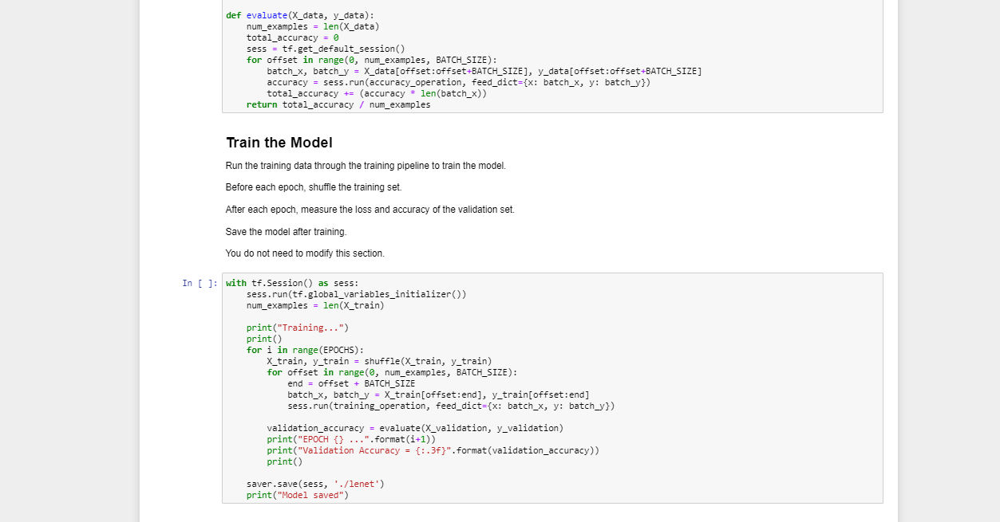 def evaluate(X_data, y_data):
    num_examples = len(X_data)
    total_accuracy = 0
    sess = tf.get_default_session()
    for offset in range(0, num_examples, BATCH_SIZE):
        batch_x, batch_y = X_data[offset:offset+BATCH_SIZE], y_data[offset:offset+BATCH_SIZE]
        accuracy = sess.run(accuracy_operation, feed_dict={x: batch_x, y: batch_y})
        total_accuracy += (accuracy * len(batch_x))
    return total_accuracy / num_examples
Train the Model
Run the training data through the training pipeline to train the model.
Before each epoch, shuffle the training set.
After each epoch, measure the loss and accuracy of the validation set.
Save the model after training.
You do not need to modify this section.
In [ ]: with tf.Session() as sess:
    sess.run(tf.global_variables_initializer())
    num_examples = len(X_train)
    print("Training...")
    print()
    for i in range(EPOCHS):
        X_train, y_train = shuffle(X_train, y_train)
        for offset in range(0, num_examples, BATCH_SIZE):
            end = offset + BATCH_SIZE
            batch_x, batch_y = X_train[offset:end], y_train[offset:end]
            sess.run(training_operation, feed_dict={x: batch_x, y: batch_y})
        validation_accuracy = evaluate(X_validation, y_validation)
        print("EPOCH {} ...".format(i+1))
        print("Validation Accuracy = {:.3f}".format(validation_accuracy))
        print()
    saver.save(sess, './lenet')
    print("Model saved")